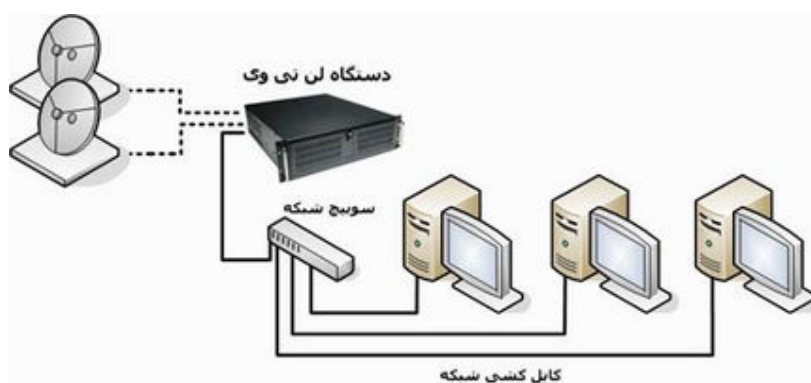 دستگاه لن تی وی
سوییچ شبکه
کابل کشی شبکه